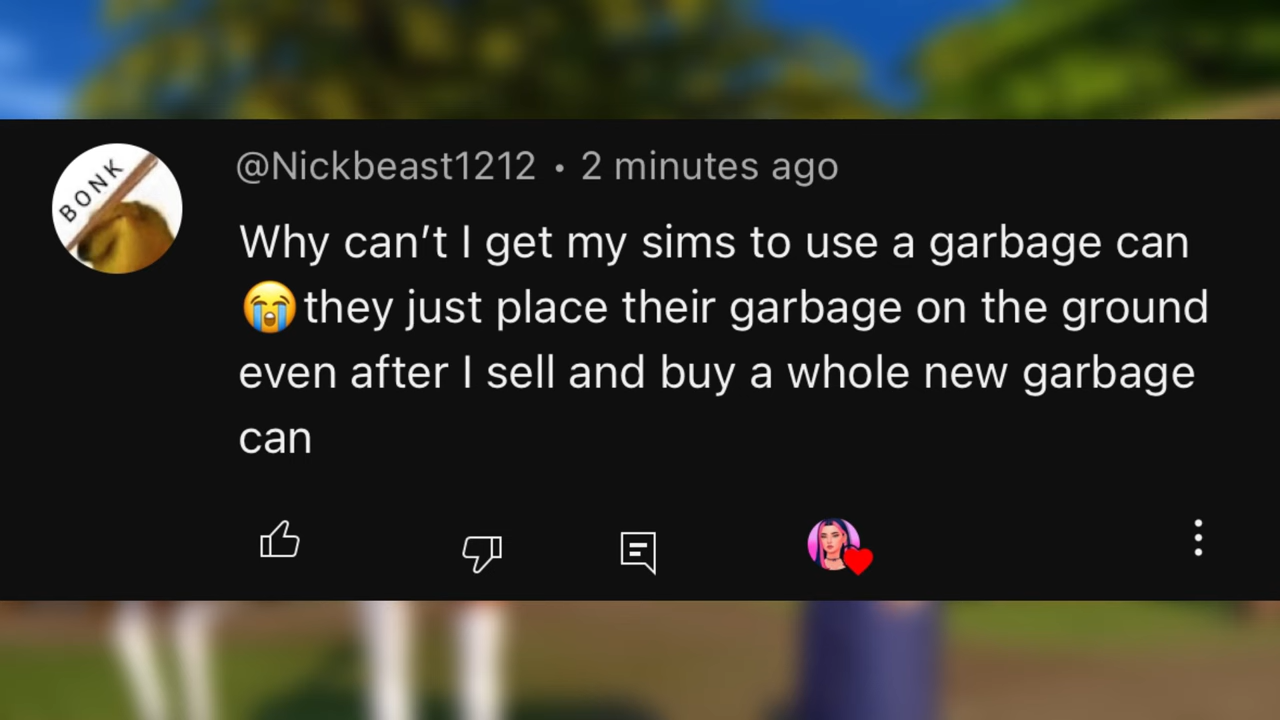 BONK
@Nickbeast1212 • 2 minutes ago
Why can’t I get my sims to use a garbage can
😭they just place their garbage on the ground
even after I sell and buy a whole new garbage
can